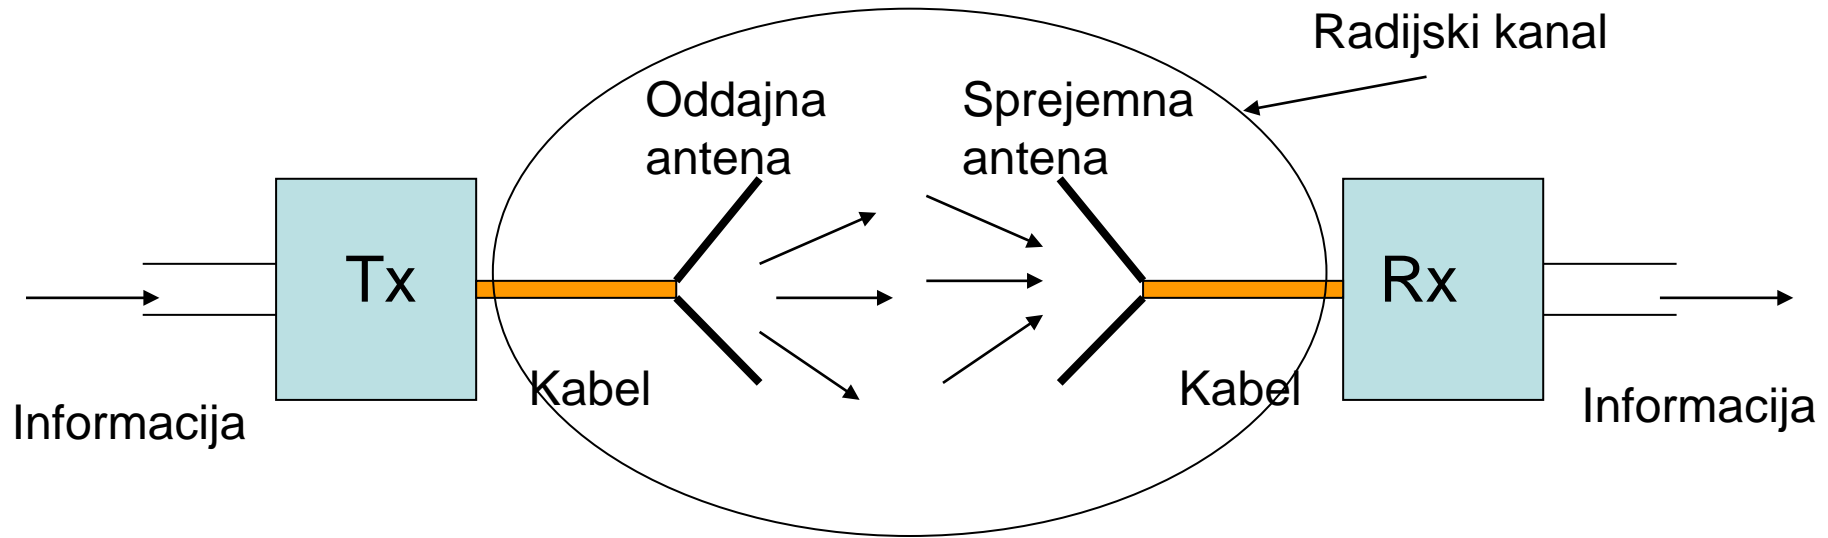 Radijski kanal
Oddajna
antena
Sprejemna
antena
Tx
Rx
Kabel
Kabel
Informacija
Informacija